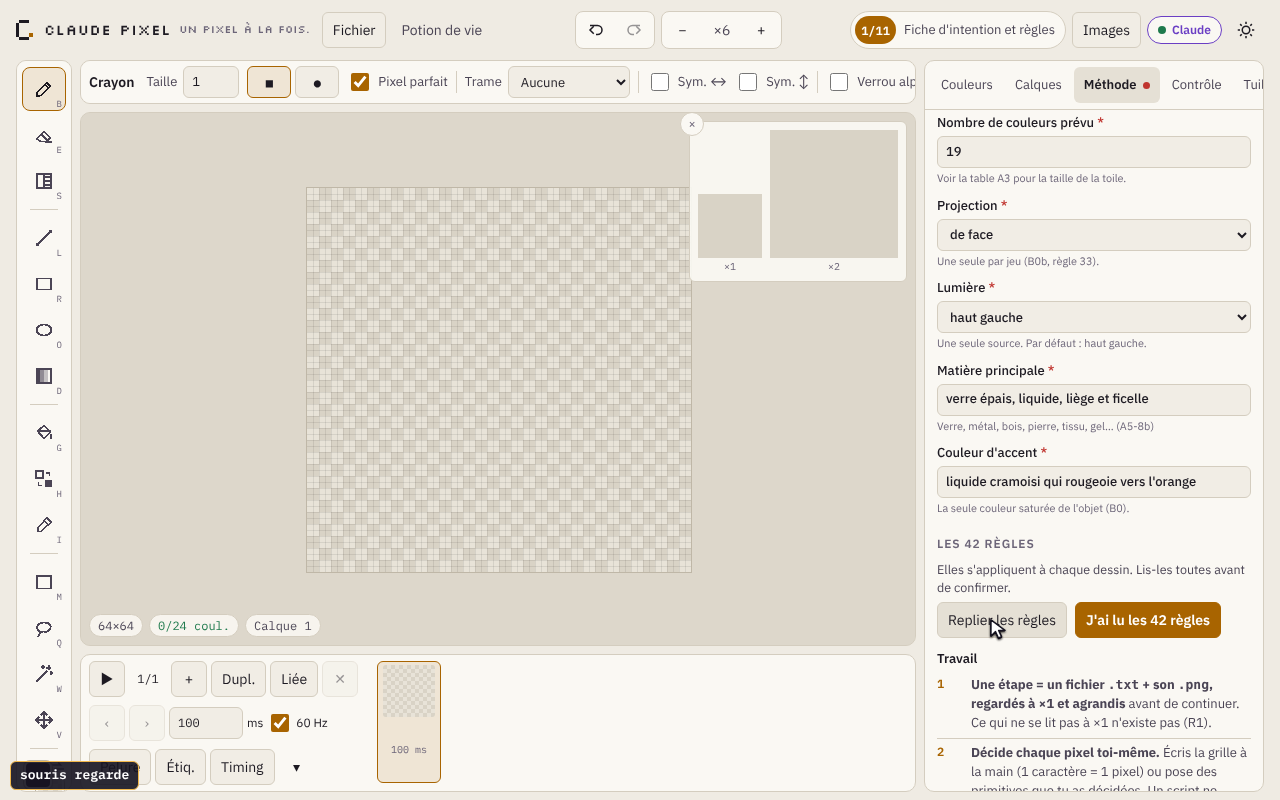 CLAUDE PIXEL UN PIXEL À LA FOIS. Fichier Potion de vie − ×6 + 1/11 Fiche d'intention et règles Images Claude
Crayon Taille 1 Pixel parfait Trame Aucune Sym. ↔ Sym. ↕ Verrou alp
Couleurs Calques Méthode Contrôle Tuil
B
E
S
L
R
O
D
G
H
I
M
Q
W
V
×
×1 ×2
64×64 0/24 coul. Calque 1
1/1 + Dupl. Liée ×
‹ › 100 ms 60 Hz
100 ms
Étiq. Timing ▼
souris regarde
Nombre de couleurs prévu *
19
Voir la table A3 pour la taille de la toile.
Projection *
de face
Une seule par jeu (B0b, règle 33).
Lumière *
haut gauche
Une seule source. Par défaut : haut gauche.
Matière principale *
verre épais, liquide, liège et ficelle
Verre, métal, bois, pierre, tissu, gel… (A5-8b)
Couleur d'accent *
liquide cramoisi qui rougeoie vers l'orange
La seule couleur saturée de l'objet (B0).
LES 42 RÈGLES
Elles s'appliquent à chaque dessin. Lis-les toutes avant
de confirmer.
Replier les règles J'ai lu les 42 règles
Travail
1 Une étape = un fichier .txt + son .png,
regardés à ×1 et agrandis avant de continuer.
Ce qui ne se lit pas à ×1 n'existe pas (R1).
2 Décide chaque pixel toi-même. Écris la grille à
la main (1 caractère = 1 pixel) ou pose des
primitives que tu as décidées. Un script ne